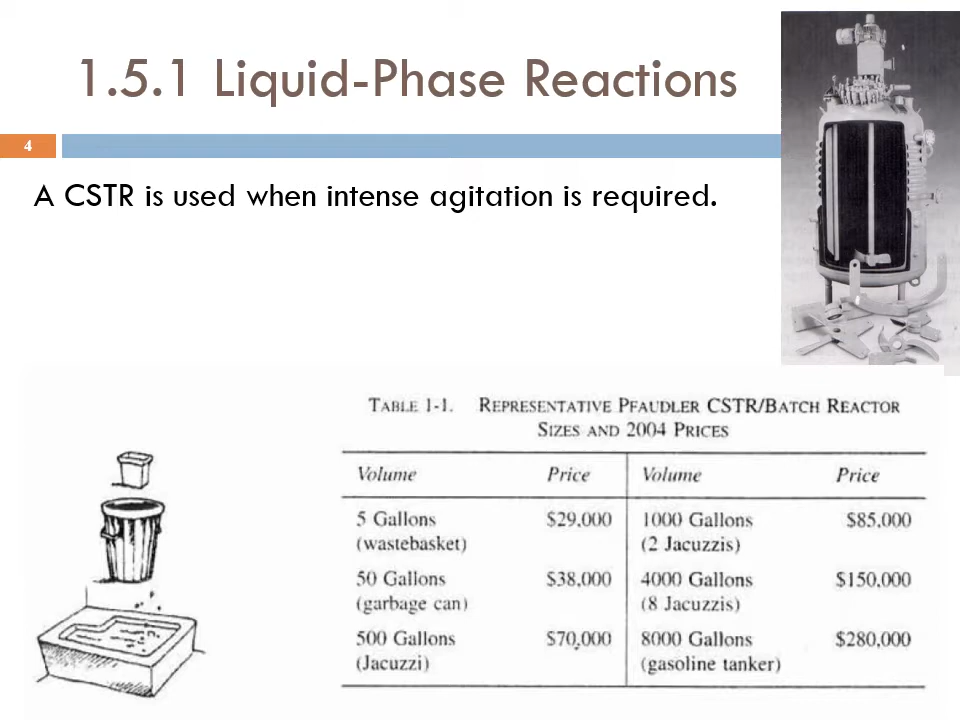 1.5.1 Liquid-Phase Reactions
4
A CSTR is used when intense agitation is required.
TABLE 1-1. REPRESENTATIVE PFAUDLER CSTR/BATCH REACTOR
SIZES AND 2004 PRICES
Volume Price Volume Price
5 Gallons $29,000 1000 Gallons $85,000
(wastebasket) (2 Jacuzzis)
50 Gallons $38,000 4000 Gallons $150,000
(garbage can) (8 Jacuzzis)
500 Gallons $70,000 8000 Gallons $280,000
(Jacuzzi) (gasoline tanker)